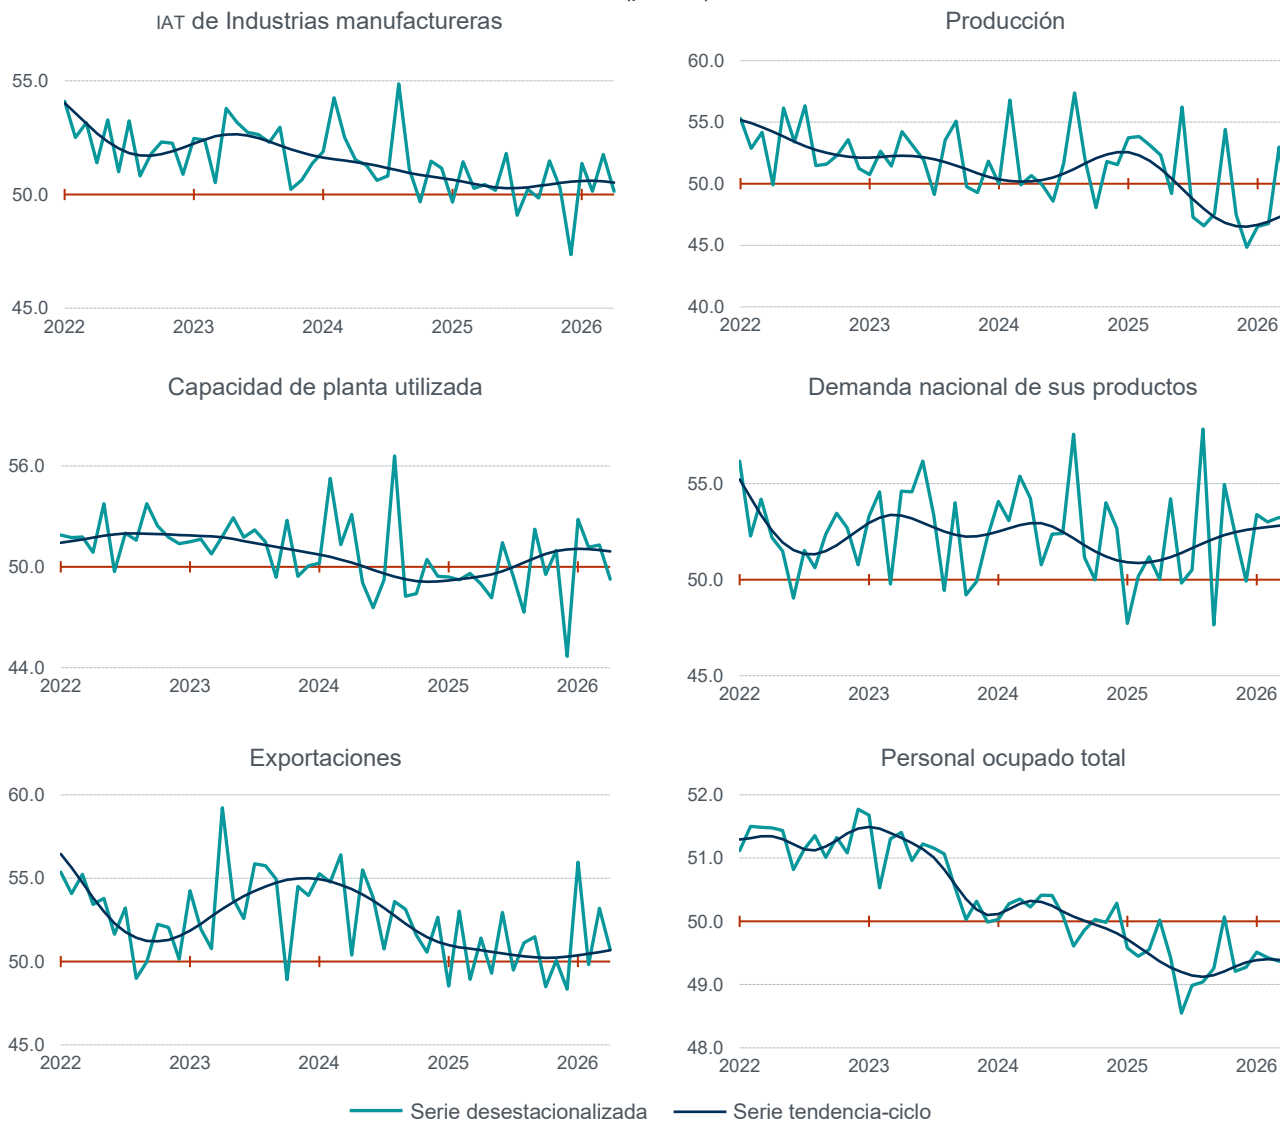 IAT de Industrias manufactureras
Producción
55.0
50.0
45.0
2022 2023 2024 2025 2026
60.0
55.0
50.0
45.0
40.0
2022 2023 2024 2025 2026
Capacidad de planta utilizada
Demanda nacional de sus productos
56.0
50.0
44.0
2022 2023 2024 2025 2026
55.0
50.0
45.0
2022 2023 2024 2025 2026
Exportaciones
Personal ocupado total
60.0
55.0
50.0
45.0
2022 2023 2024 2025 2026
52.0
51.0
50.0
49.0
48.0
2022 2023 2024 2025 2026
Serie desestacionalizada Serie tendencia-ciclo